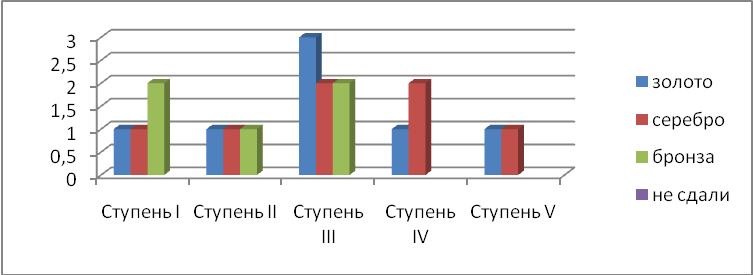 3
2,5
2
1,5
1
0,5
0
Ступень I
Ступень II
Ступень
III
Ступень
IV
Ступень V
золото
серебро
бронза
не сдали